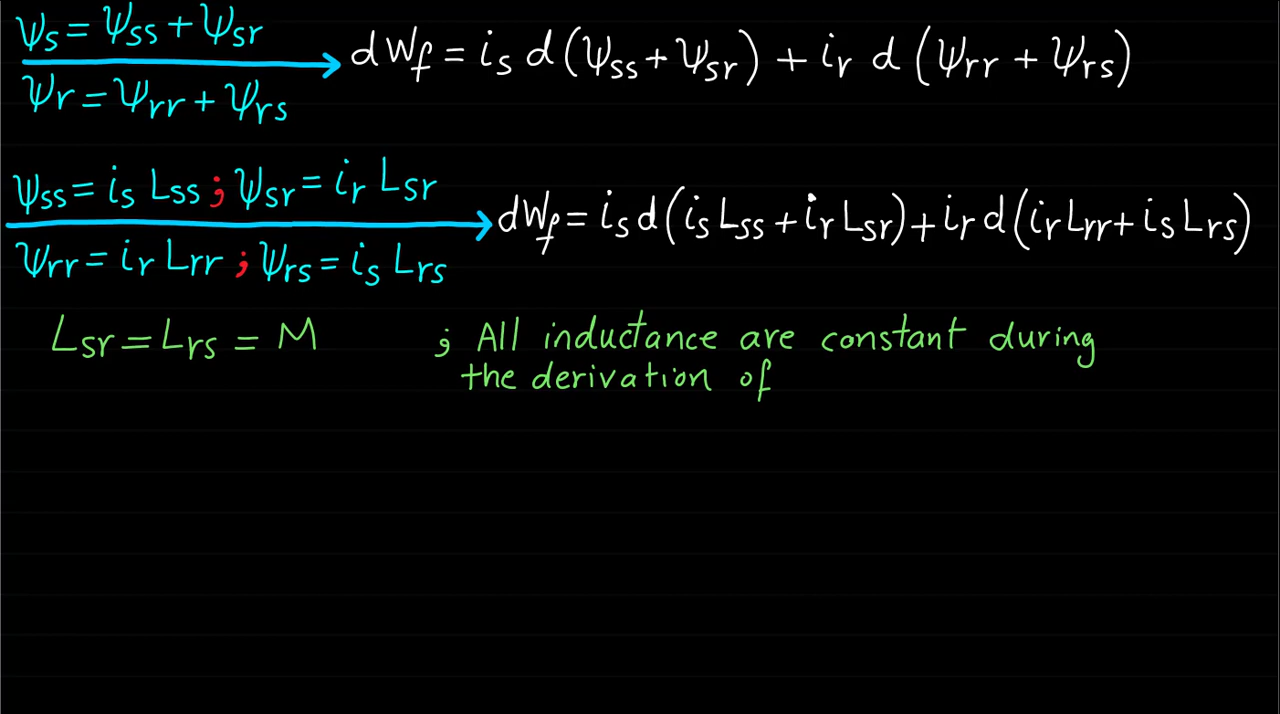 ψs = ψss + ψsr
ψr = ψrr + ψrs
dWf = is d(ψss + ψsr) + ir d(ψrr + ψrs)
ψss = is Lss ; ψsr = ir Lsr
ψrr = ir Lrr ; ψrs = is Lrs
dWf = is d(is Lss + ir Lsr) + ir d(ir Lrr + is Lrs)
Lsr = Lrs = M ; All inductance are constant during
the derivation of